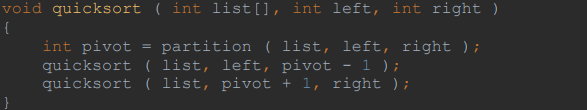 void quicksort ( int list[], int left, int right )
{
    int pivot = partition ( list, left, right );
    quicksort ( list, left, pivot - 1 );
    quicksort ( list, pivot + 1, right );
}